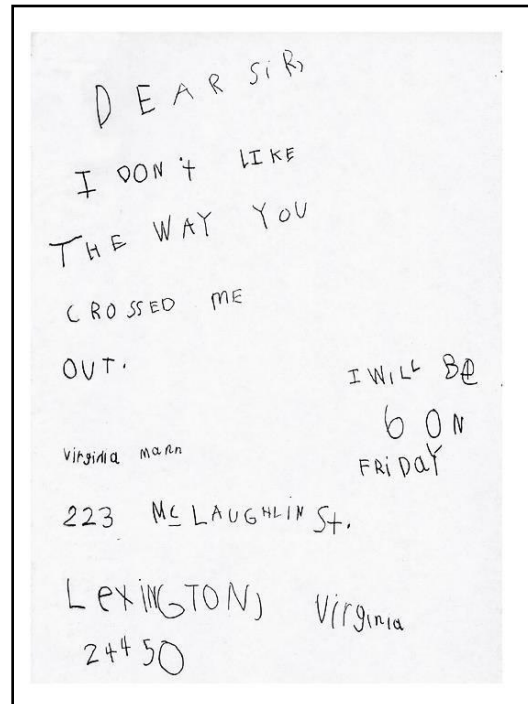 DEAR SiR,
I DON't LIKE
THE WAY YOU
CROSSED ME
OUT.
I WILL BE
6 ON
FRiDaY
Virginia mann
223 Mc LAUGHLIN St.
LexiNGTON, Virginia
24450